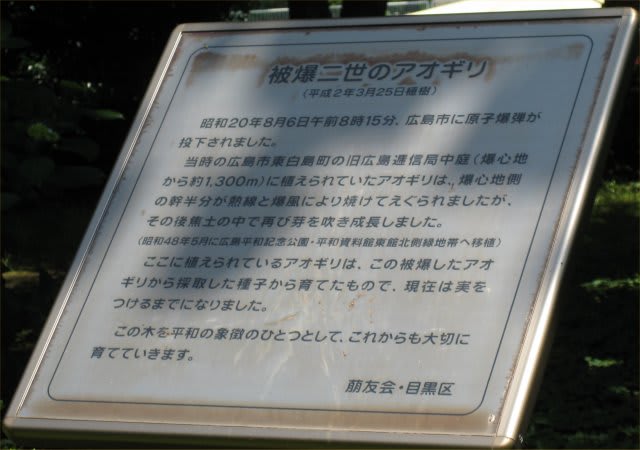 被爆二世のアオギリ
(平成2年3月25日植樹)
昭和20年8月6日午前8時15分、広島市に原子爆弾が
投下されました。
当時の広島市東白島町の旧広島逓信局中庭(爆心地
から約1,300m)に植えられていたアオギリは、爆心地側
の幹半分が熱線と爆風により焼けてえぐられましたが、
その後焦土の中で再び芽を吹き成長しました。
(昭和48年5月に広島平和記念公園・平和資料館東館北側緑地帯へ移植)
ここに植えられているアオギリは、この被爆したアオ
ギリから採取した種子から育てたもので、現在は実を
つけるまでになりました。
この木を平和の象徴のひとつとして、これからも大切に
育てていきます。
萠友会・目黒区